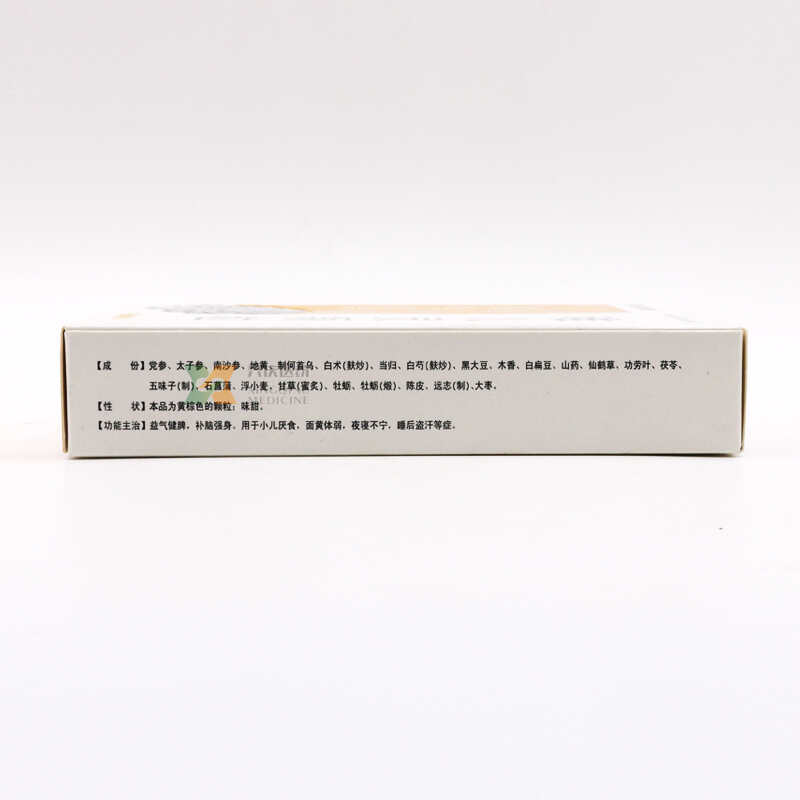 【成　份】党参、太子参、南沙参、地黄、制何首乌、白术(麸炒)、当归、白芍(麸炒)、黑大豆、木香、白扁豆、山药、仙鹤草、功劳叶、茯苓、
五味子(制)、石菖蒲、浮小麦、甘草(蜜炙)、牡蛎、牡蛎(煅)、陈皮、远志(制)、大枣。
【性　状】本品为黄棕色的颗粒；味甜。
【功能主治】益气健脾，补脑强身。用于小儿厌食，面黄体弱，夜寝不宁，睡后盗汗等症。
MEDICINE